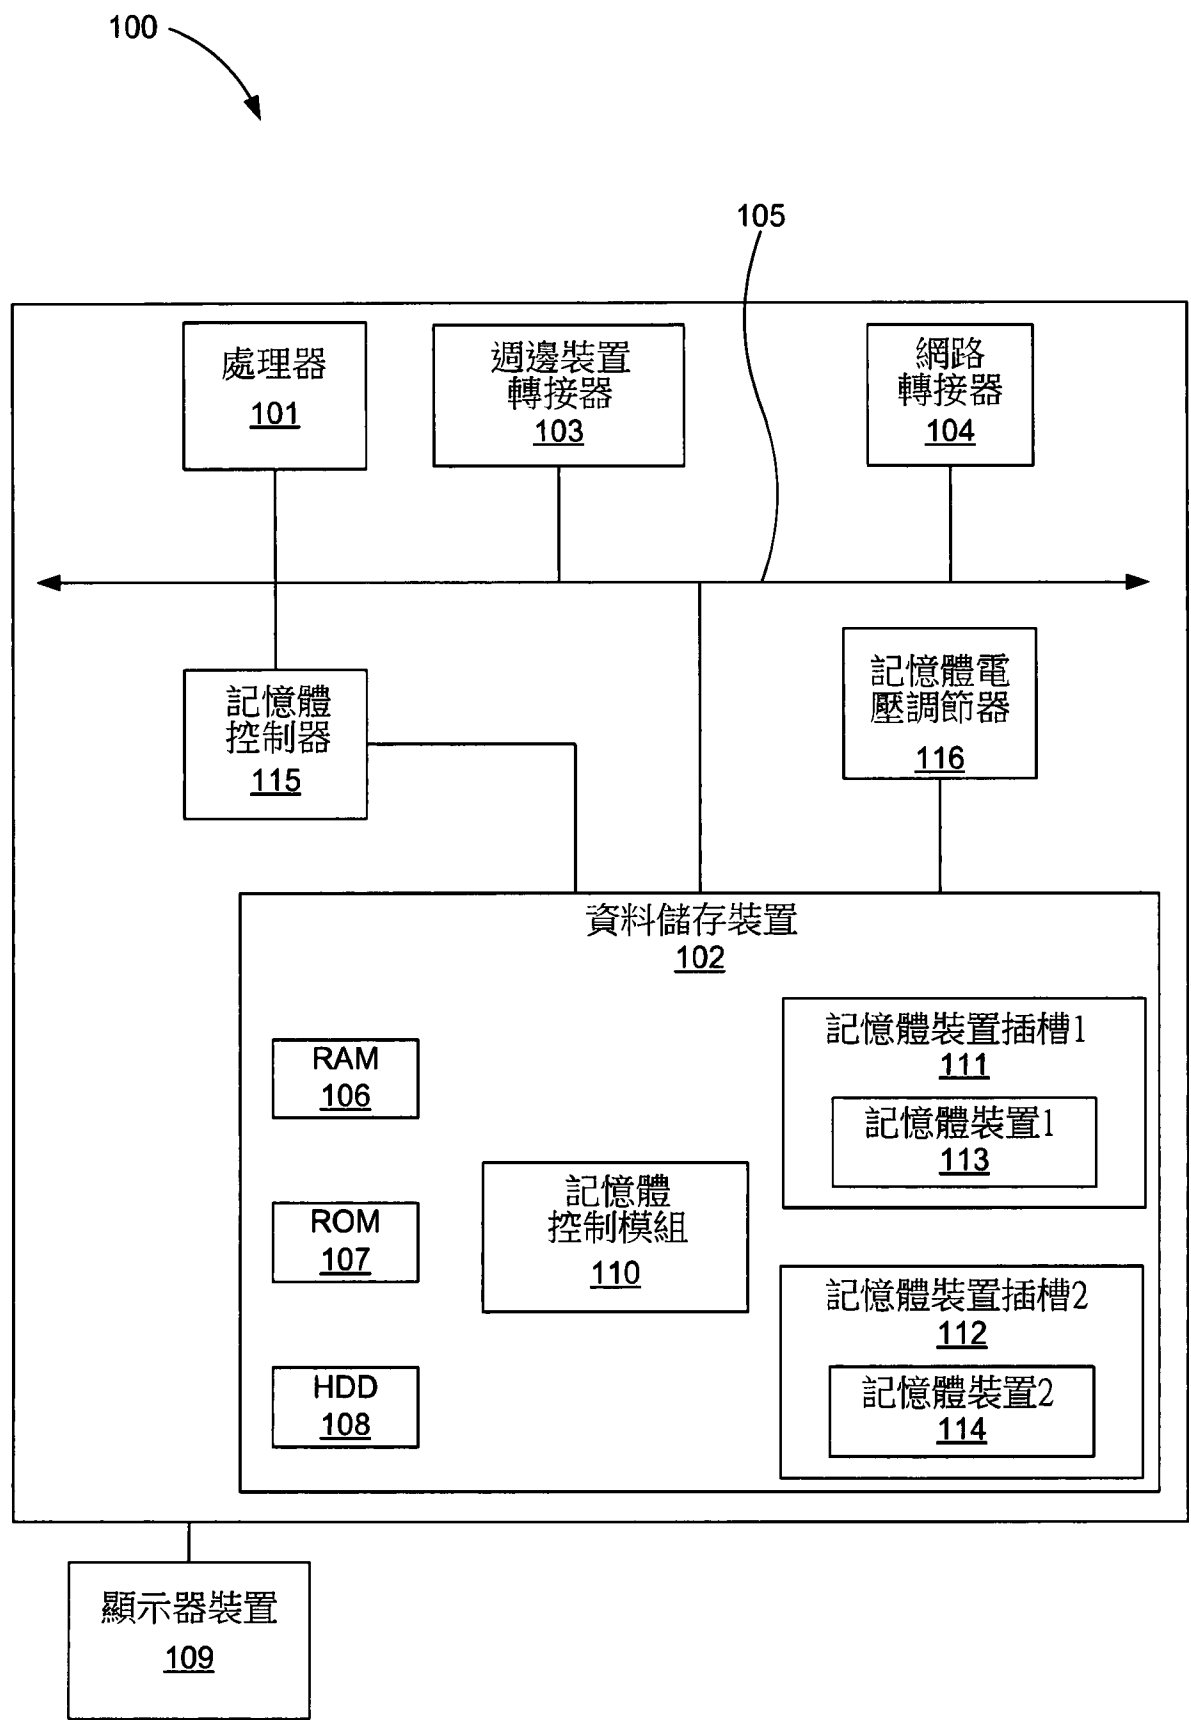 100
105
處理器
101
週邊裝置
轉接器
103
網路
轉接器
104
記憶體
控制器
115
記憶體電
壓調節器
116
資料儲存裝置
102
RAM
106
ROM
107
HDD
108
記憶體
控制模組
110
記憶體裝置插槽1
111
記憶體裝置1
113
記憶體裝置插槽2
112
記憶體裝置2
114
顯示器裝置
109